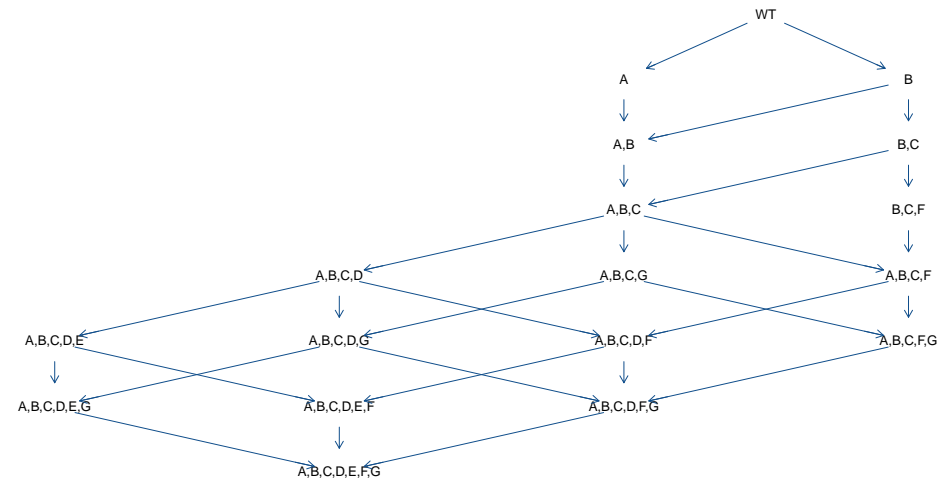 WT
A
B
A,B
B,C
A,B,C
B,C,F
A,B,C,D
A,B,C,G
A,B,C,F
A,B,C,D,E
A,B,C,D,G
A,B,C,D,F
A,B,C,F,G
A,B,C,D,E,G
A,B,C,D,E,F
A,B,C,D,F,G
A,B,C,D,E,F,G